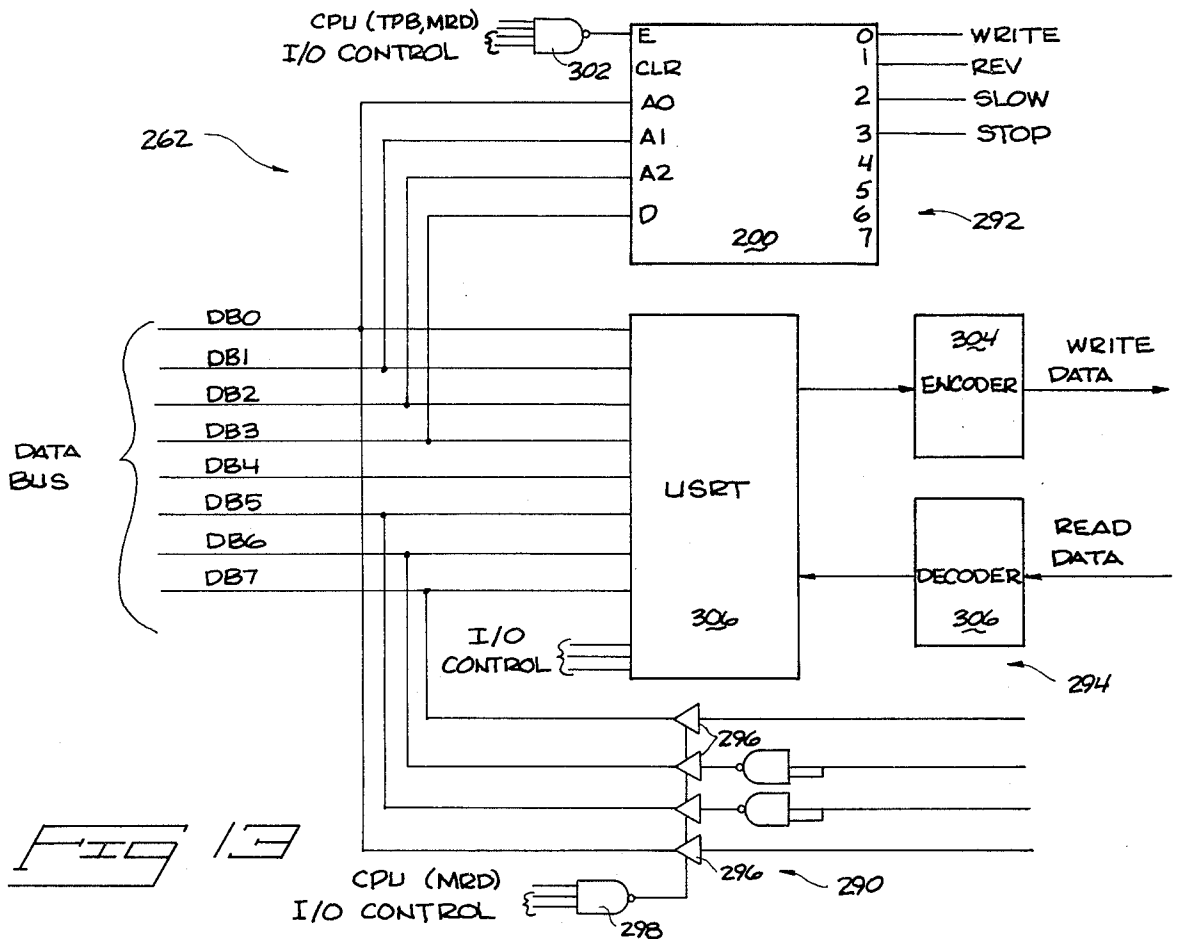 CPU (TPB,MRD)
I/O CONTROL
302
E
CLR
A0
A1
A2
D
200
0
1
2
3
4
5
6
7
WRITE
REV
SLOW
STOP
262
292
DATA
BUS
DB0
DB1
DB2
DB3
DB4
DB5
DB6
DB7
USRT
306
I/O
CONTROL
304
ENCODER
WRITE
DATA
DECODER
306
READ
DATA
294
296
296
290
CPU (MRD)
I/O CONTROL
298
FIG 13